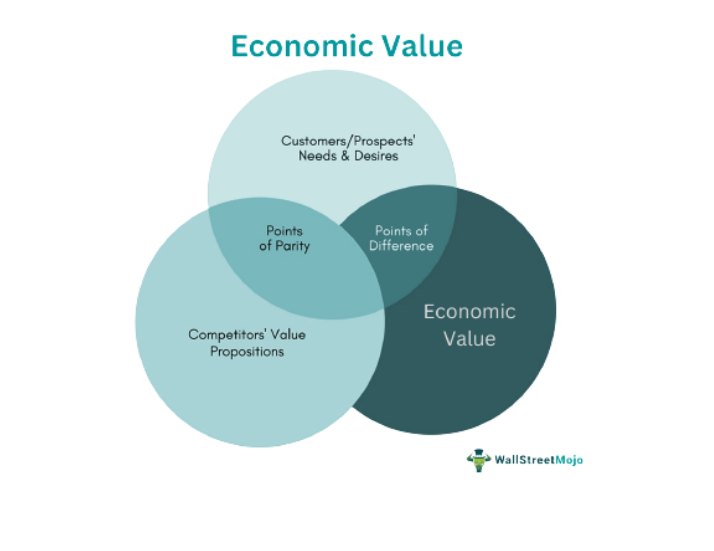 Economic Value
Customers/Prospects'
Needs & Desires
Points
of Parity
Points of
Difference
Economic
Value
Competitors' Value
Propositions
WallStreetMojo